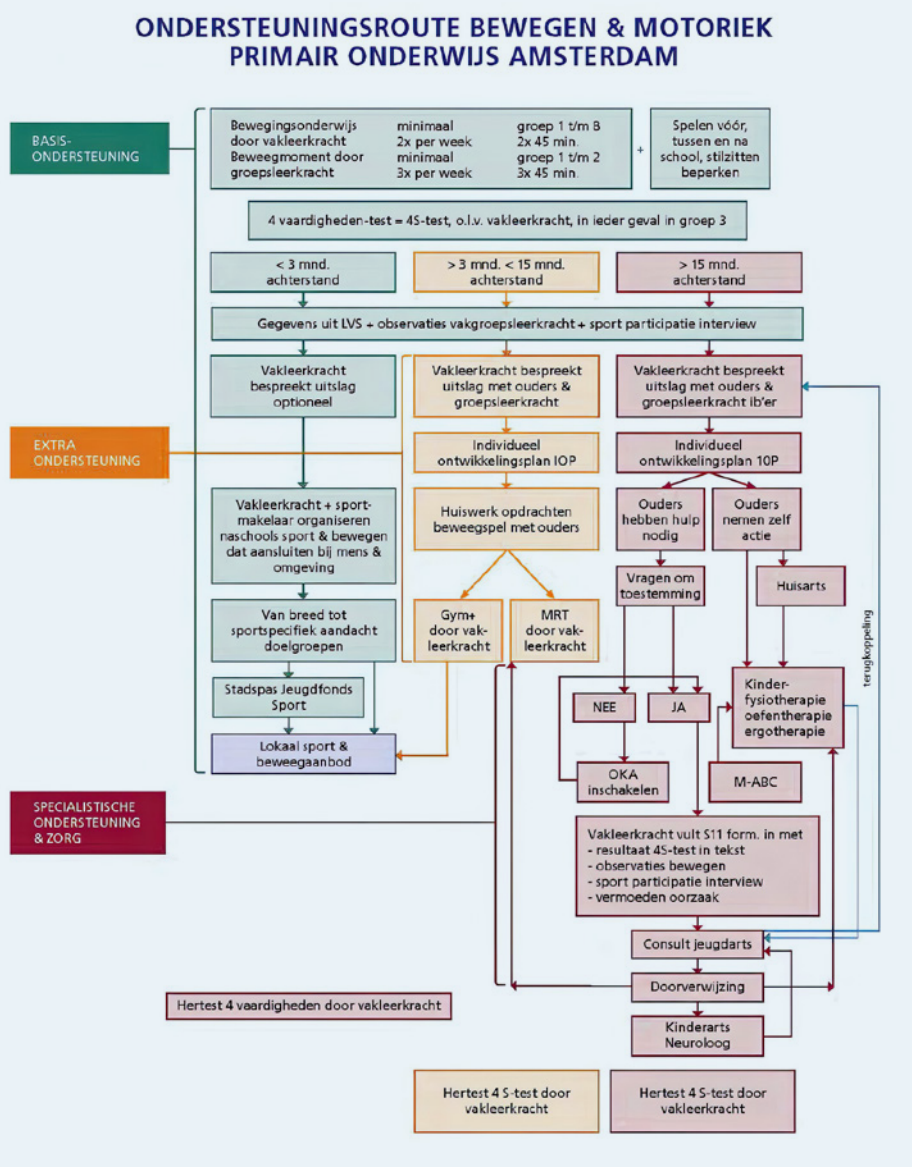 ONDERSTEUNINGSROUTE BEWEGEN & MOTORIEK
PRIMAIR ONDERWIJS AMSTERDAM
BASIS-
ONDERSTEUNING
Bewegingsonderwijs minimaal groep 1 t/m 8
door vakleerkracht 2x per week 2x 45 min.
Beweegmoment door minimaal groep 1 t/m 2
groepsleerkracht 3x per week 3x 45 min.
+
Spelen vóór,
tussen en na
school, stilzitten
beperken
4 vaardigheden-test = 4S-test, o.l.v. vakleerkracht, in ieder geval in groep 3
< 3 mnd.
achterstand
> 3 mnd. < 15 mnd.
achterstand
> 15 mnd.
achterstand
Gegevens uit LVS + observaties vakgroepsleerkracht + sport participatie interview
Vakleerkracht
bespreekt uitslag
optioneel
Vakleerkracht bespreekt
uitslag met ouders &
groepsleerkracht
Vakleerkracht bespreekt
uitslag met ouders &
groepsleerkracht ib'er
EXTRA
ONDERSTEUNING
Individueel
ontwikkelingsplan IOP
Individueel
ontwikkelingsplan 10P
Vakleerkracht + sport-
makelaar organiseren
naschools sport & bewegen
dat aansluiten bij mens &
omgeving
Huiswerk opdrachten
beweegspel met ouders
Ouders
hebben hulp
nodig
Ouders
nemen zelf
actie
Vragen om
toestemming
Huisarts
Van breed tot
sportspecifiek aandacht
doelgroepen
Gym+
door vak-
leerkracht
MRT
door vak-
leerkracht
terugkoppeling
Stadspas Jeugdfonds
Sport
NEE
JA
Kinder-
fysiotherapie
oefentherapie
ergotherapie
Lokaal sport &
beweegaanbod
OKA
inschakelen
M-ABC
SPECIALISTISCHE
ONDERSTEUNING
& ZORG
Vakleerkracht vult S11 form. in met
- resultaat 4S-test in tekst
- observaties bewegen
- sport participatie interview
- vermoeden oorzaak
Consult jeugdarts
Doorverwijzing
Hertest 4 vaardigheden door vakleerkracht
Kinderarts
Neuroloog
Hertest 4 S-test door
vakleerkracht
Hertest 4 S-test door
vakleerkracht